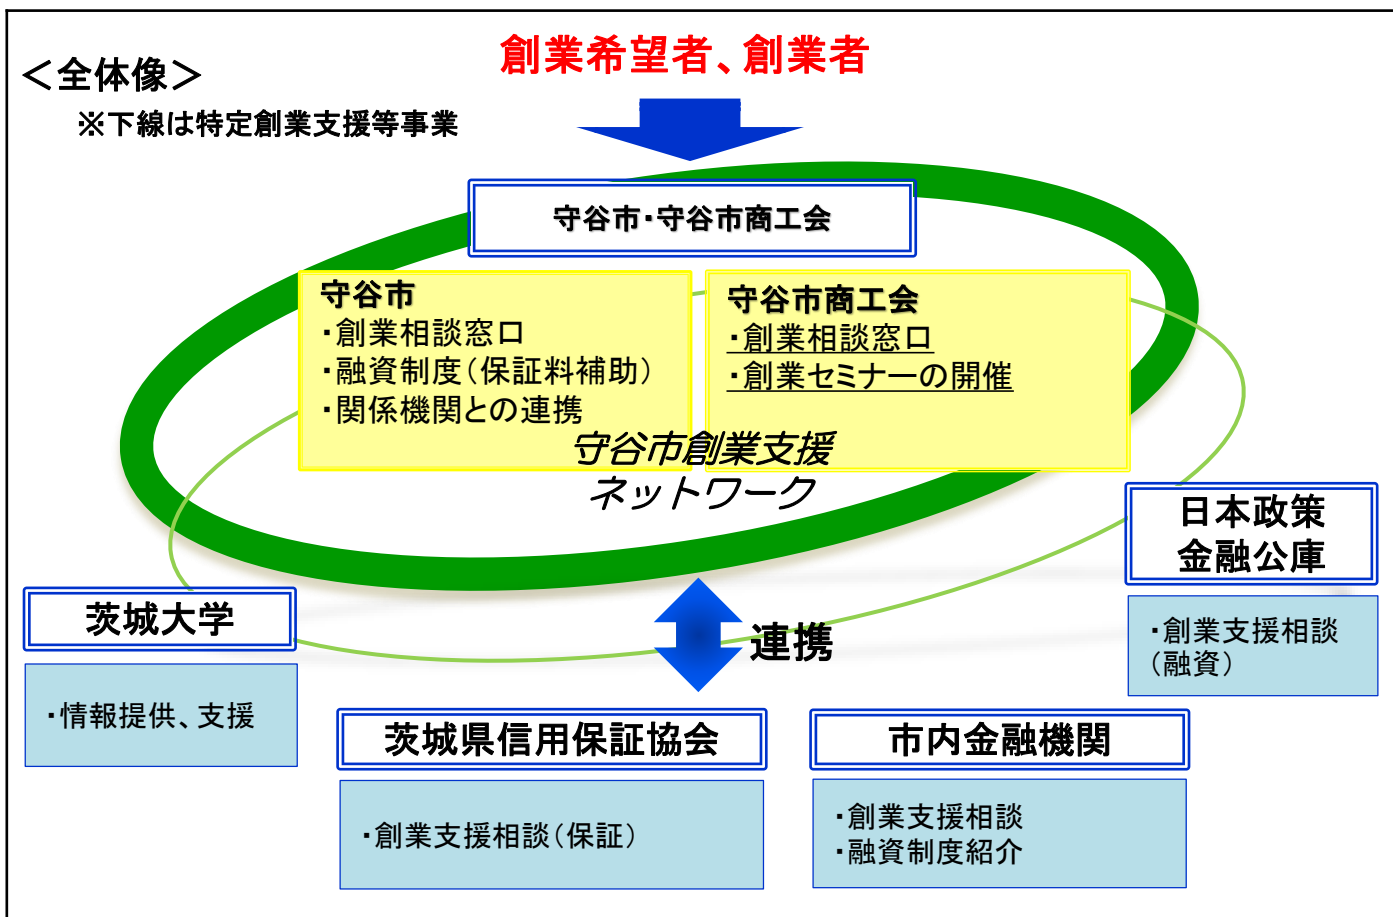 創業希望者、創業者
＜全体像＞
※下線は特定創業支援等事業
守谷市・守谷市商工会
守谷市
・創業相談窓口
・融資制度（保証料補助）
・関係機関との連携
守谷市商工会
・創業相談窓口
・創業セミナーの開催
守谷市創業支援
ネットワーク
日本政策
金融公庫
・創業支援相談
（融資）
茨城大学
・情報提供、支援
連携
茨城県信用保証協会
・創業支援相談（保証）
市内金融機関
・創業支援相談
・融資制度紹介